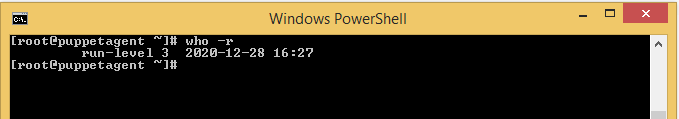 Windows PowerShell
[root@puppetagent ~]# who -r
run-level 3  2020-12-28 16:27
[root@puppetagent ~]#